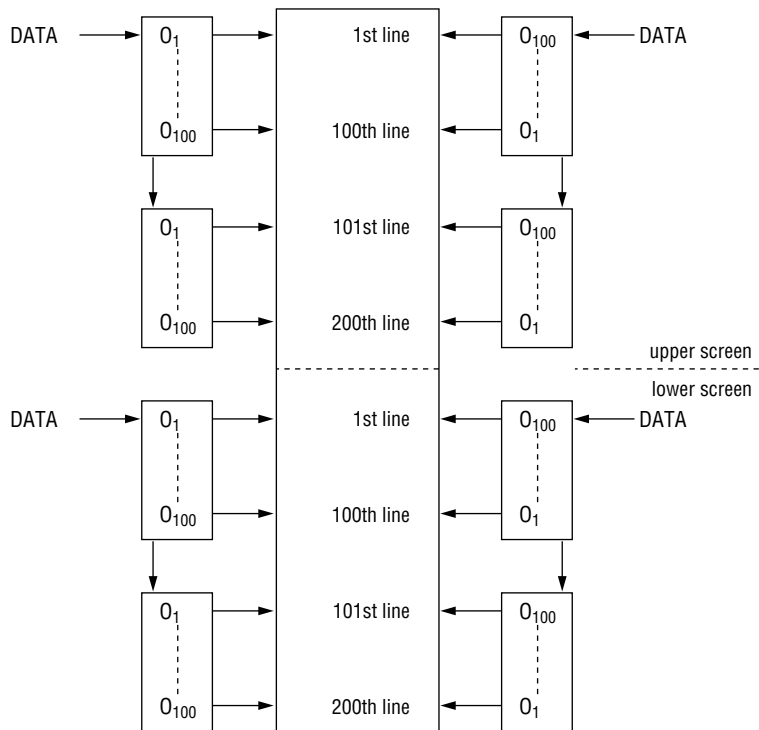 DATA O₁ 1st line O₁₀₀ DATA
O₁₀₀ 100th line O₁
O₁ 101st line O₁₀₀
O₁₀₀ 200th line O₁
upper screen
lower screen
DATA O₁ 1st line O₁₀₀ DATA
O₁₀₀ 100th line O₁
O₁ 101st line O₁₀₀
O₁₀₀ 200th line O₁